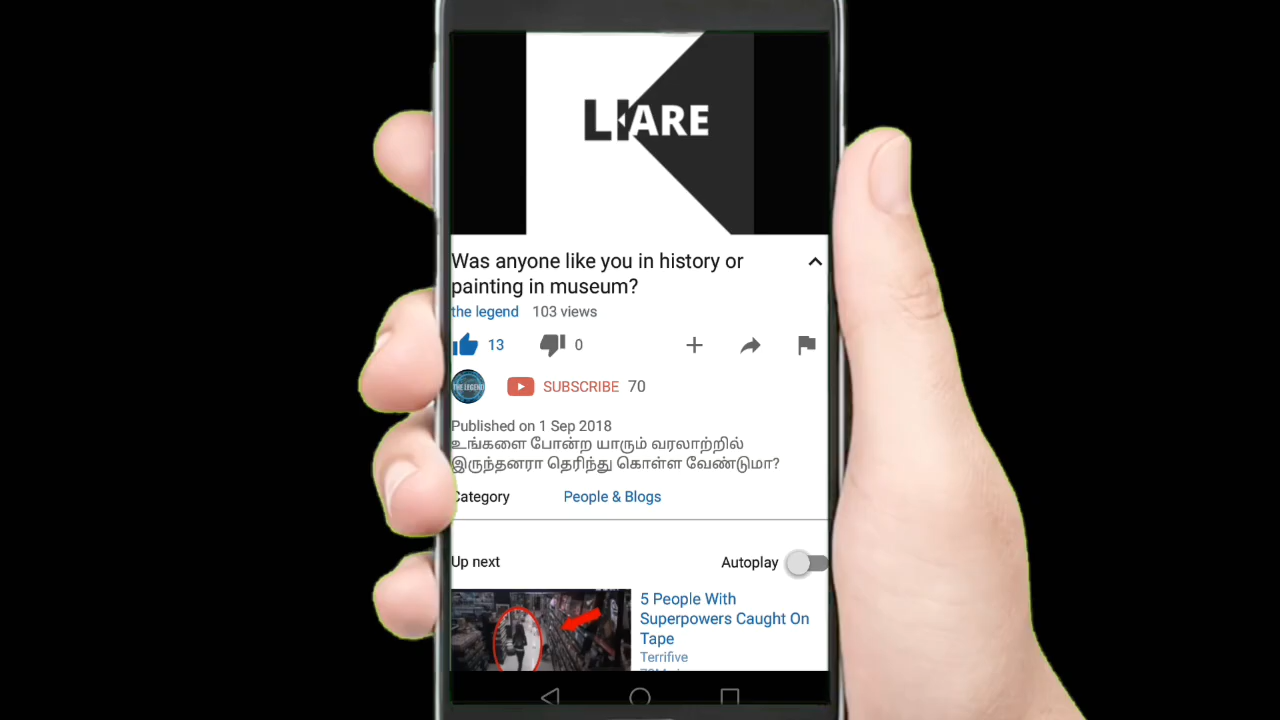 Was anyone like you in history or
painting in museum?
the legend 103 views
13 0
THE LEGEND SUBSCRIBE 70
Published on 1 Sep 2018
உங்களை போன்ற யாரும் வரலாற்றில்
இருந்தனரா தெரிந்து கொள்ள வேண்டுமா?
Category People & Blogs
Up next Autoplay
5 People With
Superpowers Caught On
Tape
Terrifive